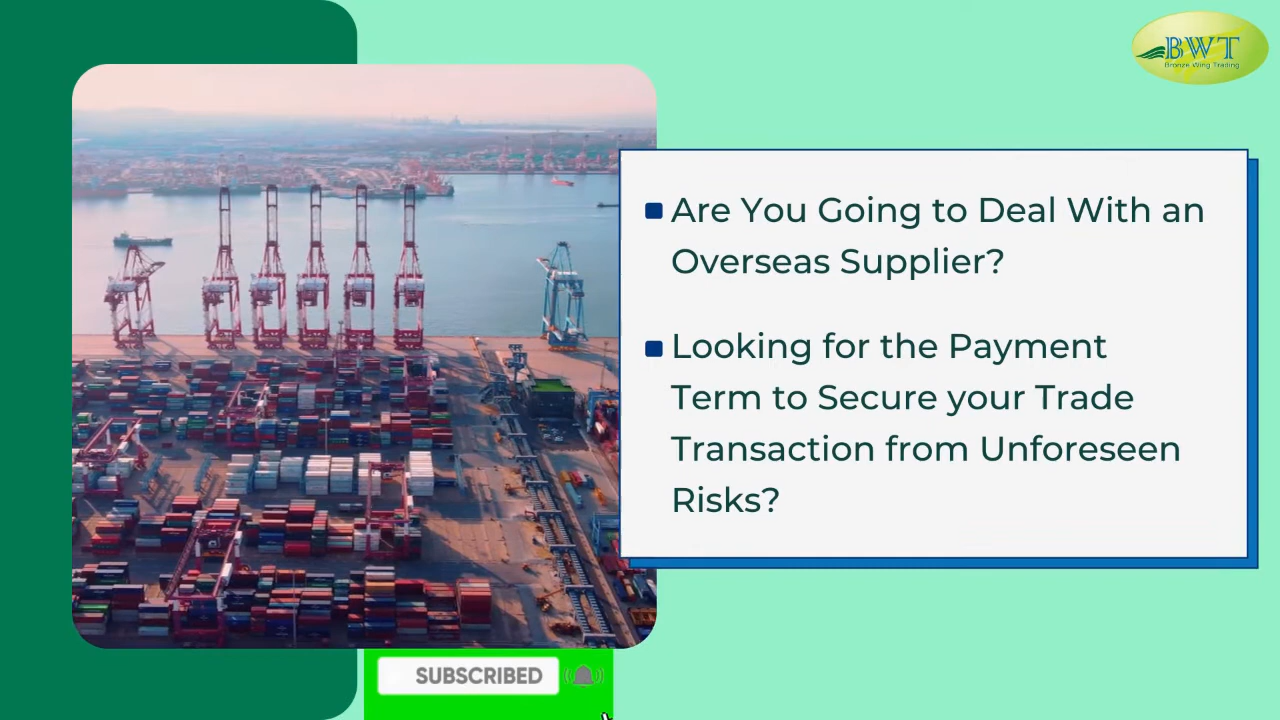 BWT
Bronze Wing Trading
Are You Going to Deal With an
Overseas Supplier?
Looking for the Payment
Term to Secure your Trade
Transaction from Unforeseen
Risks?
SUBSCRIBED